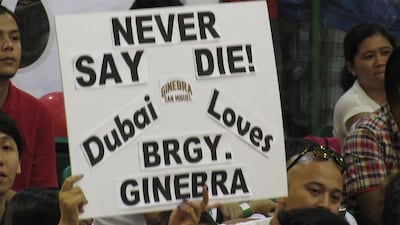 NEVER
SAY DIE!
GINEBRA
SAN MIGUEL
Dubai Loves
BRGY.
GINEBRA